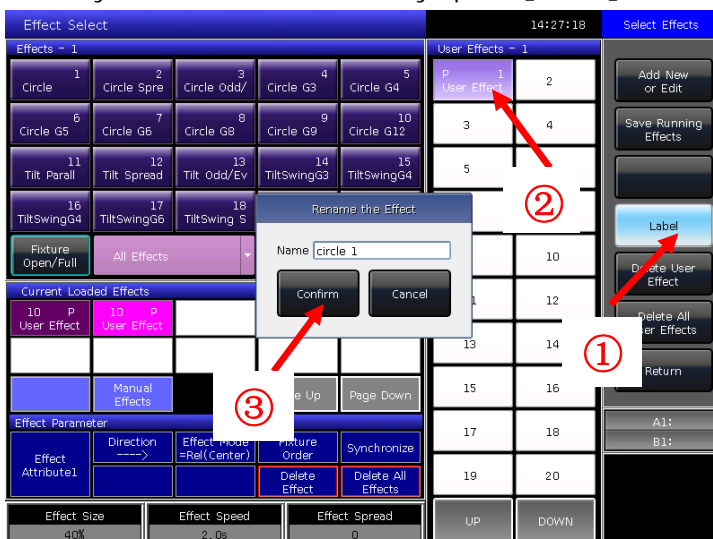 Effect Select
14:27:18
Select Effects
Effects - 1
User Effects - 1
1
Circle
2
Circle Spre
3
Circle Odd/
4
Circle G3
5
Circle G4
6
Circle G5
7
Circle G6
8
Circle G8
9
Circle G9
10
Circle G12
11
Tilt Parall
12
Tilt Spread
13
Tilt Odd/Ev
14
TiltSwingG3
15
TiltSwingG4
16
TiltSwingG4
17
TiltSwingG6
18
TiltSwing S
Fixture
Open/Full
All Effects
Current Loaded Effects
10 P
User Effect
10 P
User Effect
Manual
Effects
Page Down
Effect Parameter
Effect
Attribute1
Direction
---->
Effect Mode
=Rel(Center)
Fixture
Order
Synchronize
Delete
Effect
Delete All
Effects
Effect Size
40%
Effect Speed
2.0s
Effect Spread
0
Rename the Effect
Name circle 1
Confirm
Cancel
P 1
User Effect
2
3
4
5
10
12
13
14
15
16
17
18
19
20
UP
DOWN
Add New
or Edit
Save Running
Effects
Label
Delete User
Effect
Delete All
User Effects
Return
A1:
B1:
①
②
③